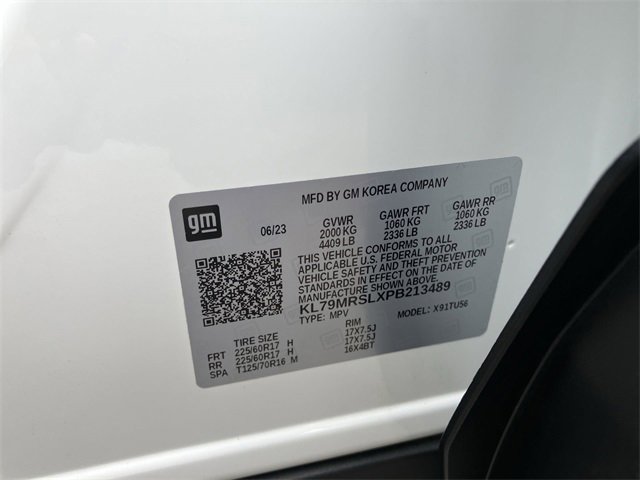 MFD BY GM KOREA COMPANY
gm
06/23
GVWR GAWR FRT GAWR RR
2000 KG 1060 KG 1060 KG
4409 LB 2336 LB 2336 LB
THIS VEHICLE CONFORMS TO ALL
APPLICABLE U.S. FEDERAL MOTOR
VEHICLE SAFETY AND BUMPER
STANDARDS IN EFFECT ON THE DATE OF
MANUFACTURE SHOWN ABOVE
KL79MRSLXPB213489
TYPE: MPV MODEL: X91TU56
TIRE SIZE RIM
FRT 225/60R17 H 17X7.5J
RR 225/60R17 H 17X7.5J
SPA T125/70R16 M 16X4BT